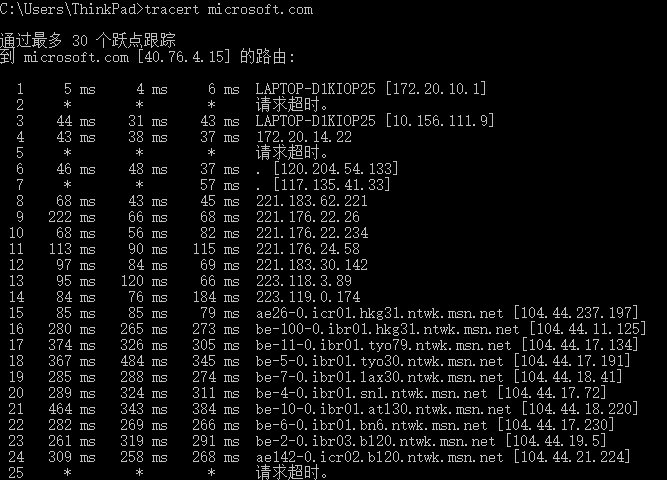 C:\Users\ThinkPad>tracert microsoft.com
通过最多 30 个跃点跟踪
到 microsoft.com [40.76.4.15] 的路由:
1 5 ms 4 ms 6 ms LAPTOP-D1KIOP25 [172.20.10.1]
2 * * * 请求超时。
3 44 ms 31 ms 43 ms LAPTOP-D1KIOP25 [10.156.111.9]
4 43 ms 38 ms 37 ms 172.20.14.22
5 * * * 请求超时。
6 46 ms 48 ms 37 ms . [120.204.54.133]
7 * * 57 ms . [117.135.41.33]
8 68 ms 43 ms 45 ms 221.183.62.221
9 222 ms 66 ms 68 ms 221.176.22.26
10 68 ms 56 ms 82 ms 221.176.22.234
11 113 ms 90 ms 115 ms 221.176.24.58
12 97 ms 84 ms 69 ms 221.183.30.142
13 95 ms 120 ms 66 ms 223.118.3.89
14 84 ms 76 ms 184 ms 223.119.0.174
15 85 ms 85 ms 79 ms ae26-0.icr01.hkg31.ntwk.msn.net [104.44.237.197]
16 280 ms 265 ms 273 ms be-100-0.ibr01.hkg31.ntwk.msn.net [104.44.11.125]
17 374 ms 326 ms 305 ms be-11-0.ibr01.tyo79.ntwk.msn.net [104.44.17.134]
18 367 ms 484 ms 345 ms be-5-0.ibr01.tyo30.ntwk.msn.net [104.44.17.191]
19 285 ms 288 ms 274 ms be-7-0.ibr01.lax30.ntwk.msn.net [104.44.18.41]
20 289 ms 324 ms 311 ms be-4-0.ibr01.sn1.ntwk.msn.net [104.44.17.72]
21 464 ms 343 ms 384 ms be-10-0.ibr01.atl30.ntwk.msn.net [104.44.18.220]
22 282 ms 269 ms 266 ms be-6-0.ibr01.bn6.ntwk.msn.net [104.44.17.230]
23 261 ms 319 ms 291 ms be-2-0.ibr03.bl20.ntwk.msn.net [104.44.19.5]
24 309 ms 258 ms 268 ms ae142-0.icr02.bl20.ntwk.msn.net [104.44.21.224]
25 * * * 请求超时。